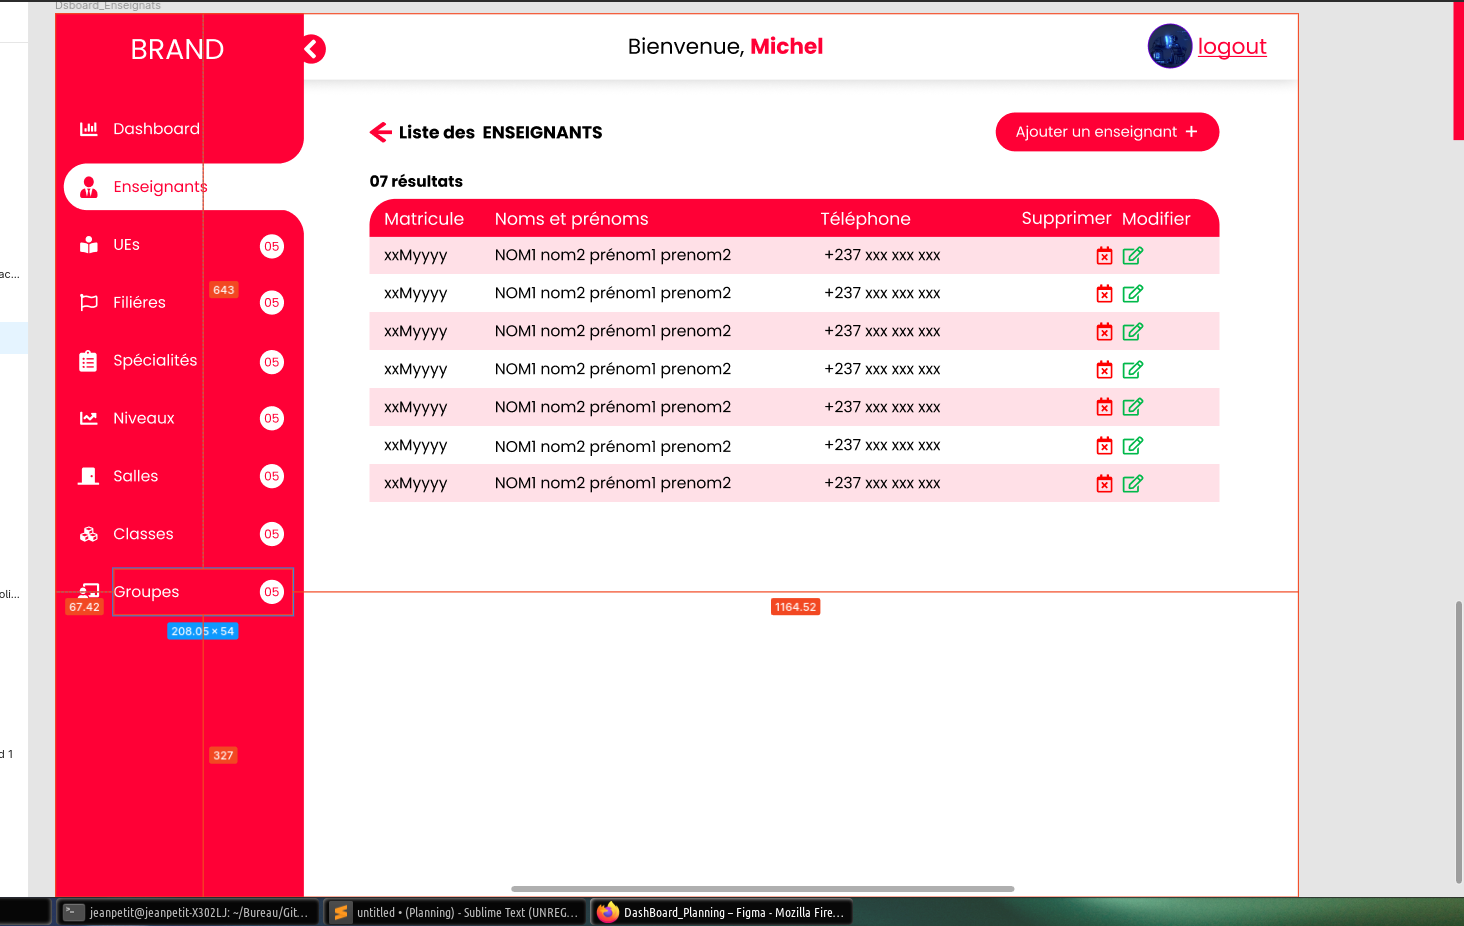 Dsboard_Enseignats
BRAND
Bienvenue, Michel
logout
Dashboard
Enseignants
UEs 05
Filiéres 05
Spécialités 05
Niveaux 05
Salles 05
Classes 05
Groupes 05
643
67.42
208.05 × 54
1164.52
327
Liste des ENSEIGNANTS
Ajouter un enseignant +
07 résultats
Matricule Noms et prénoms Téléphone Supprimer Modifier
xxMyyyy NOM1 nom2 prénom1 prenom2 +237 xxx xxx xxx
xxMyyyy NOM1 nom2 prénom1 prenom2 +237 xxx xxx xxx
xxMyyyy NOM1 nom2 prénom1 prenom2 +237 xxx xxx xxx
xxMyyyy NOM1 nom2 prénom1 prenom2 +237 xxx xxx xxx
xxMyyyy NOM1 nom2 prénom1 prenom2 +237 xxx xxx xxx
xxMyyyy NOM1 nom2 prénom1 prenom2 +237 xxx xxx xxx
xxMyyyy NOM1 nom2 prénom1 prenom2 +237 xxx xxx xxx
ac...
oli...
d 1
jeanpetit@jeanpetit-X302LJ: ~/Bureau/Git...
untitled • (Planning) - Sublime Text (UNREG...
DashBoard_Planning – Figma - Mozilla Fire...